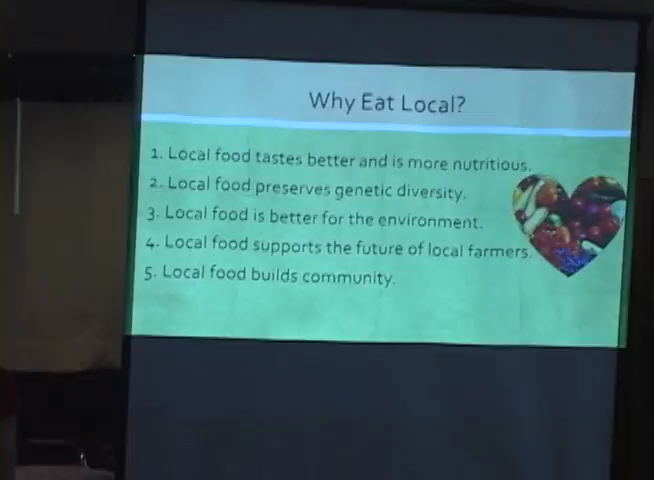 Why Eat Local?
1. Local food tastes better and is more nutritious.
2. Local food preserves genetic diversity.
3. Local food is better for the environment.
4. Local food supports the future of local farmers.
5. Local food builds community.